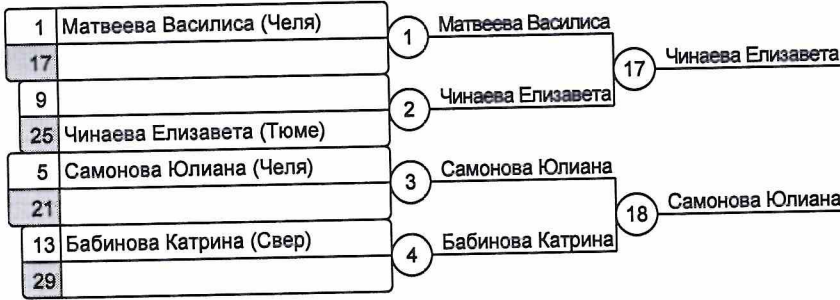 1 Матвеева Василиса (Челя)
17
9
25 Чинаева Елизавета (Тюме)
5 Самонова Юлиана (Челя)
21
13 Бабинова Катрина (Свер)
29
1 Матвеева Василиса
2 Чинаева Елизавета
3 Самонова Юлиана
4 Бабинова Катрина
17 Чинаева Елизавета
18 Самонова Юлиана